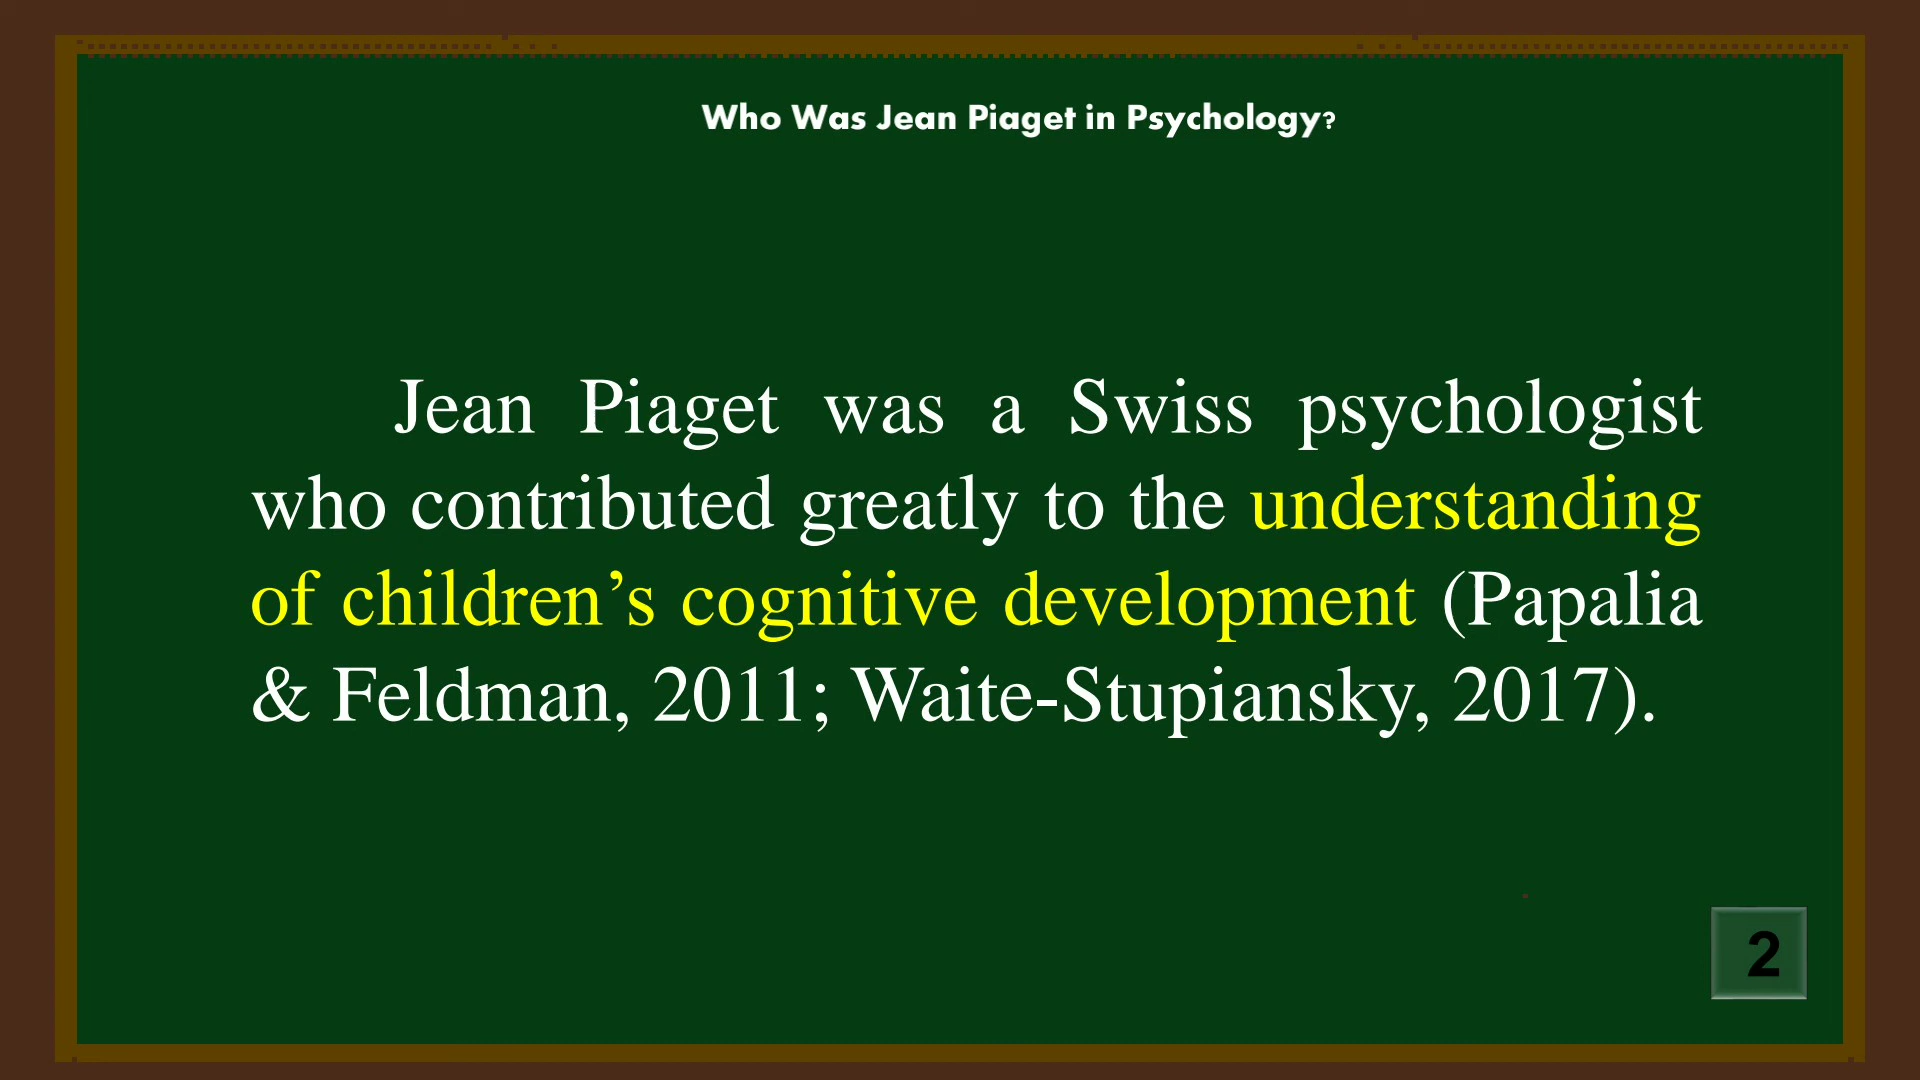 Who Was Jean Piaget in Psychology?
Jean Piaget was a Swiss psychologist
who contributed greatly to the understanding
of children’s cognitive development (Papalia
& Feldman, 2011; Waite-Stupiansky, 2017).
2